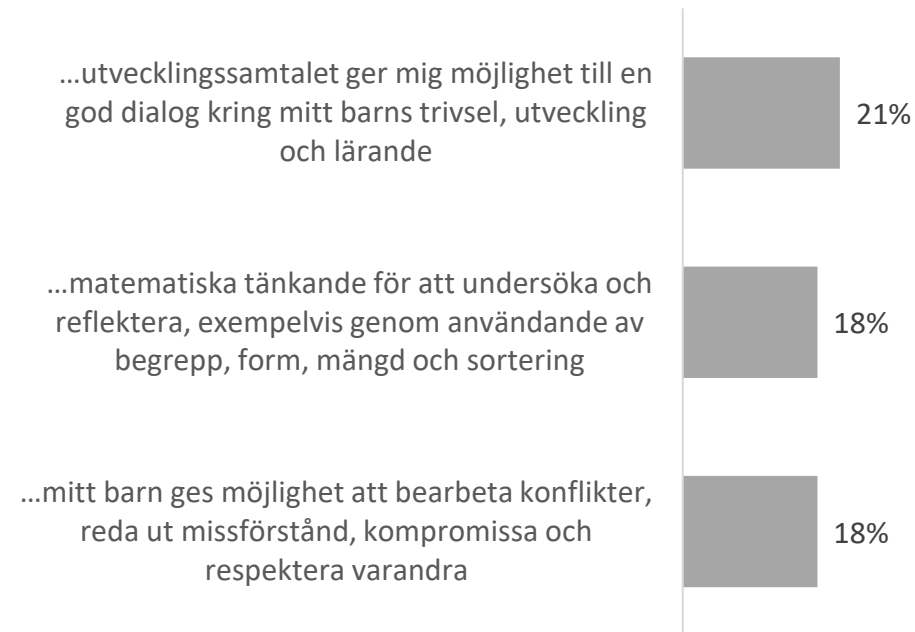 ...utvecklingssamtalet ger mig möjlighet till en
god dialog kring mitt barns trivsel, utveckling
och lärande
21%
...matematiska tänkande för att undersöka och
reflektera, exempelvis genom användande av
begrepp, form, mängd och sortering
18%
...mitt barn ges möjlighet att bearbeta konflikter,
reda ut missförstånd, kompromissa och
respektera varandra
18%